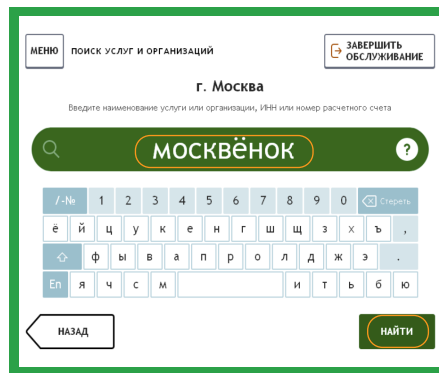 МЕНЮ ПОИСК УСЛУГ И ОРГАНИЗАЦИЙ
ЗАВЕРШИТЬ
ОБСЛУЖИВАНИЕ
г. Москва
Введите наименование услуги или организации, ИНН или номер расчетного счета
москвёнок ?
/-№ 1 2 3 4 5 6 7 8 9 0 Стереть
ё й ц у к е н г ш щ з х ъ ,
ф ы в а п р о л д ж э .
En я ч с м и т ь б ю
НАЗАД
НАЙТИ